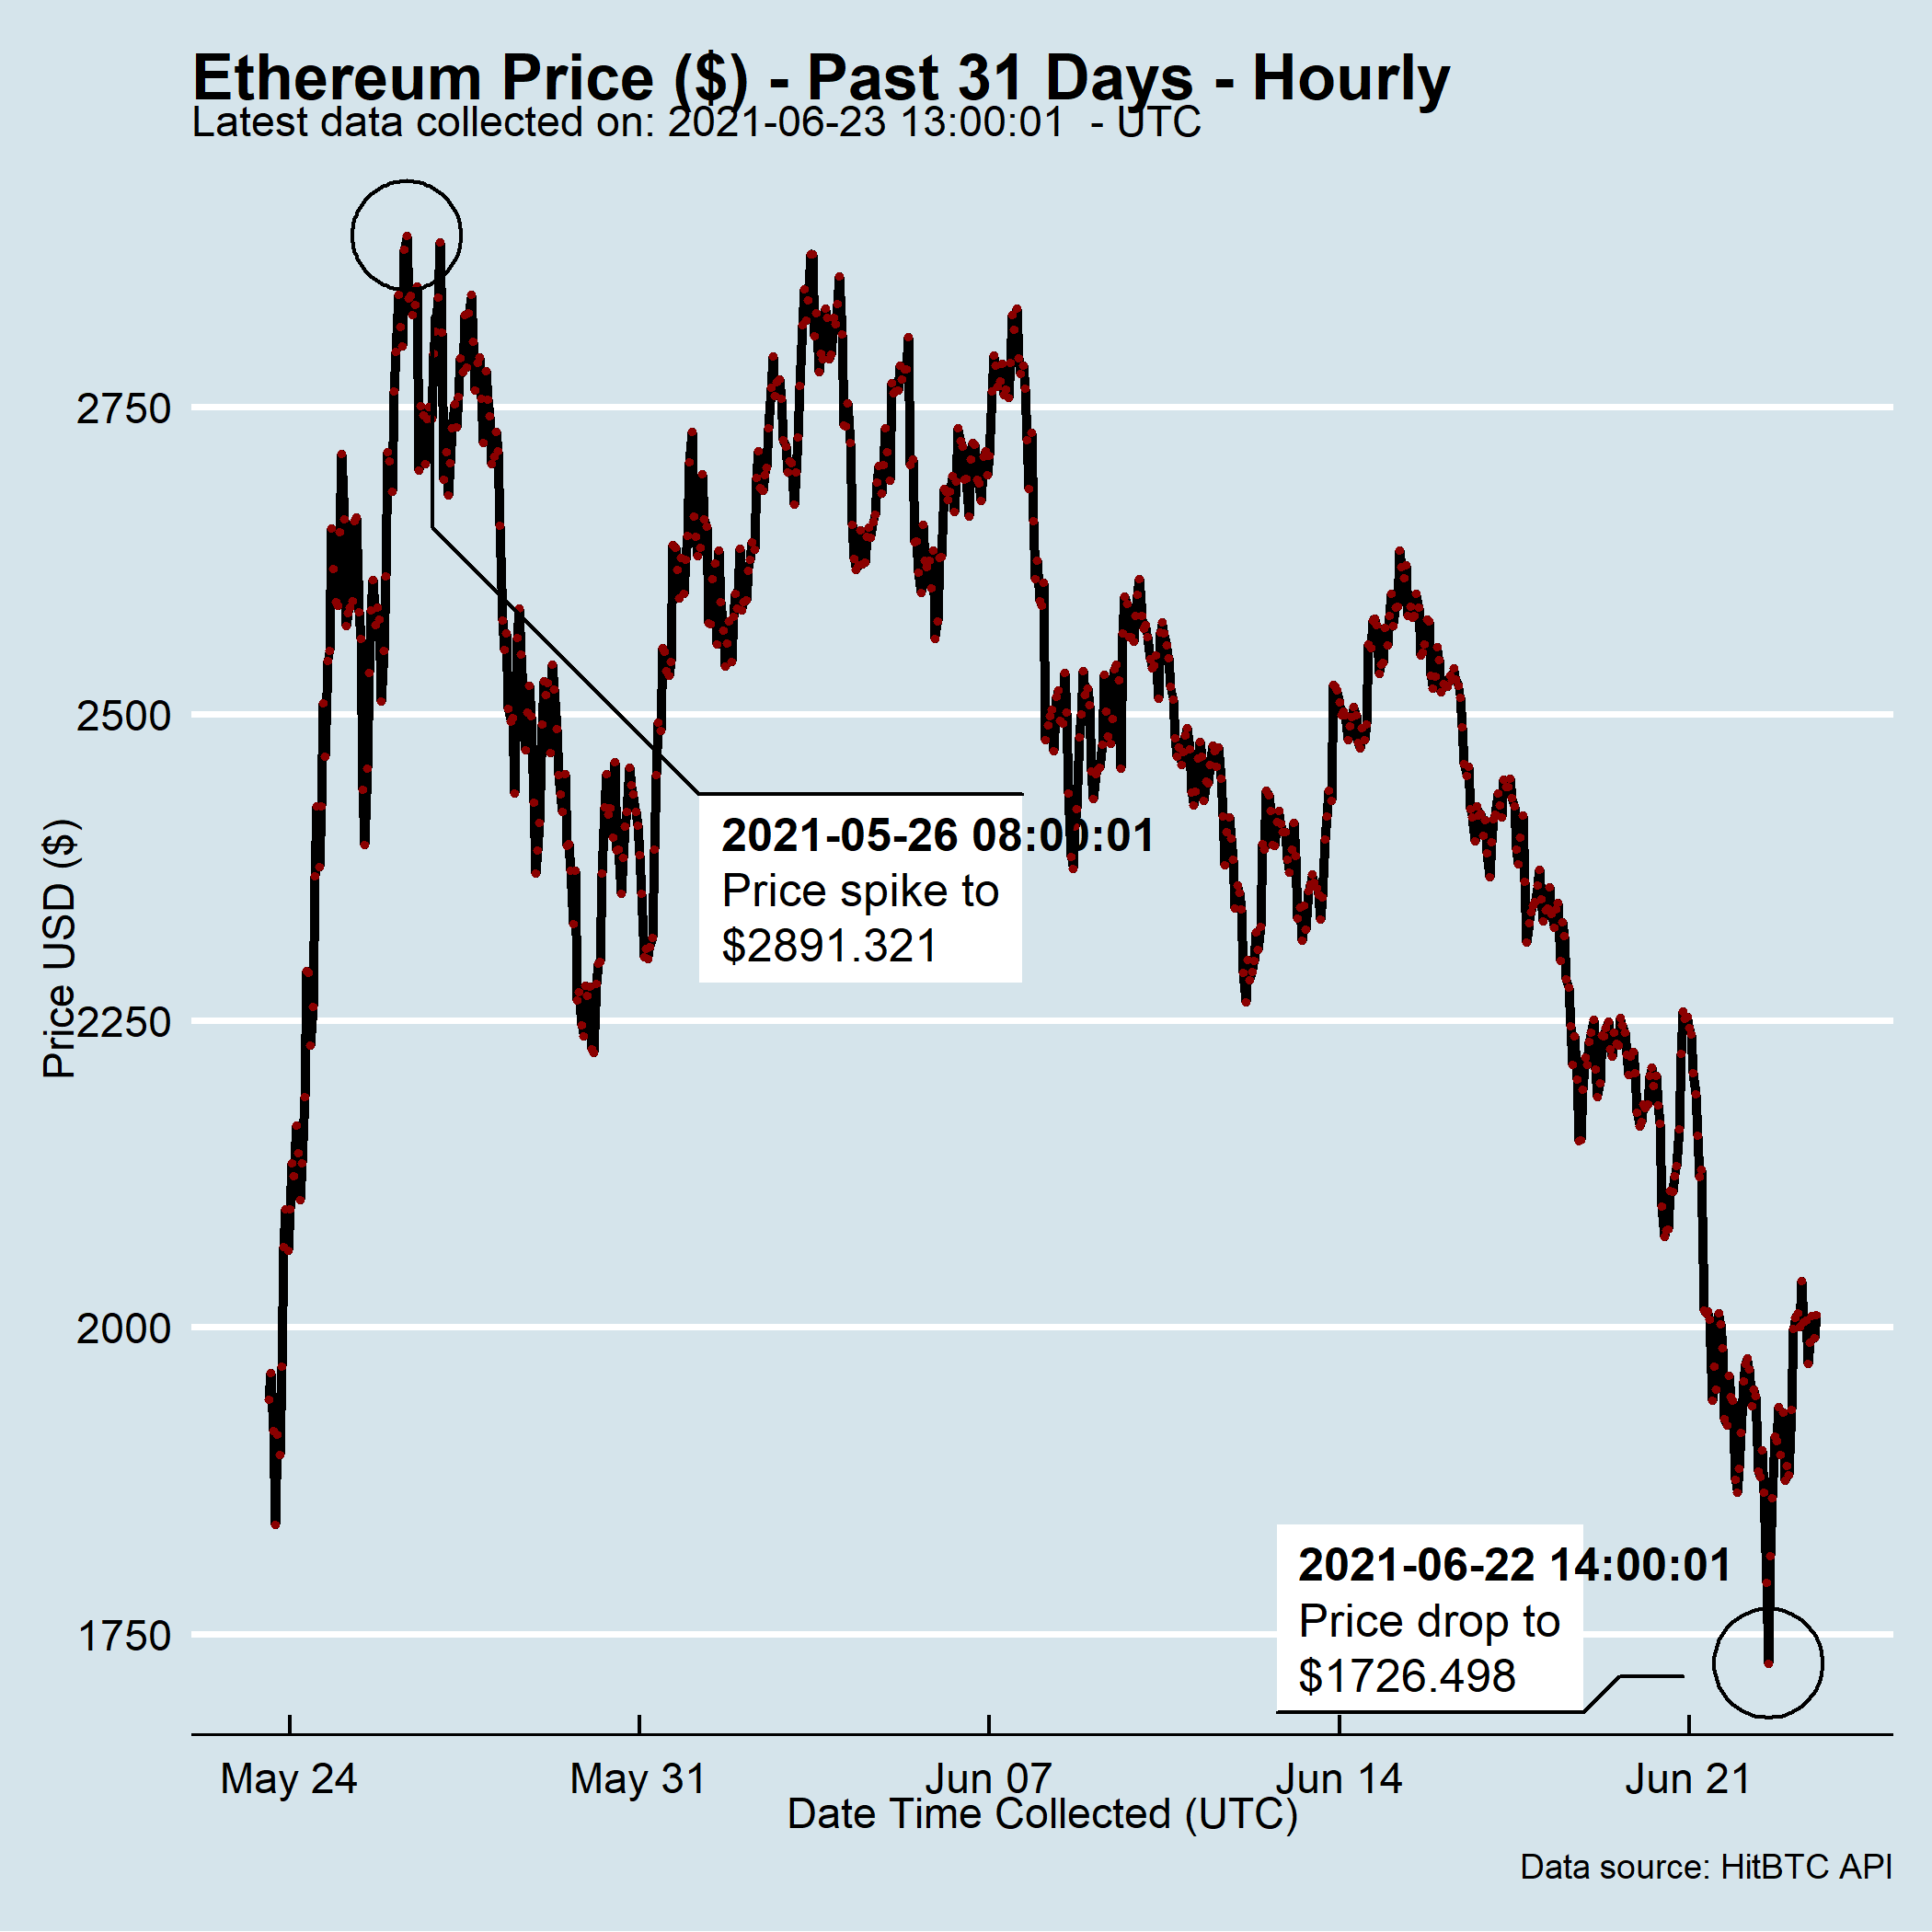 Ethereum Price ($) - Past 31 Days - Hourly
Latest data collected on: 2021-06-23 13:00:01  - UTC
2750
2500
2250
2000
1750
Price USD ($)
2021-05-26 08:00:01
Price spike to
$2891.321
2021-06-22 14:00:01
Price drop to
$1726.498
May 24
May 31
Jun 07
Jun 14
Jun 21
Date Time Collected (UTC)
Data source: HitBTC API